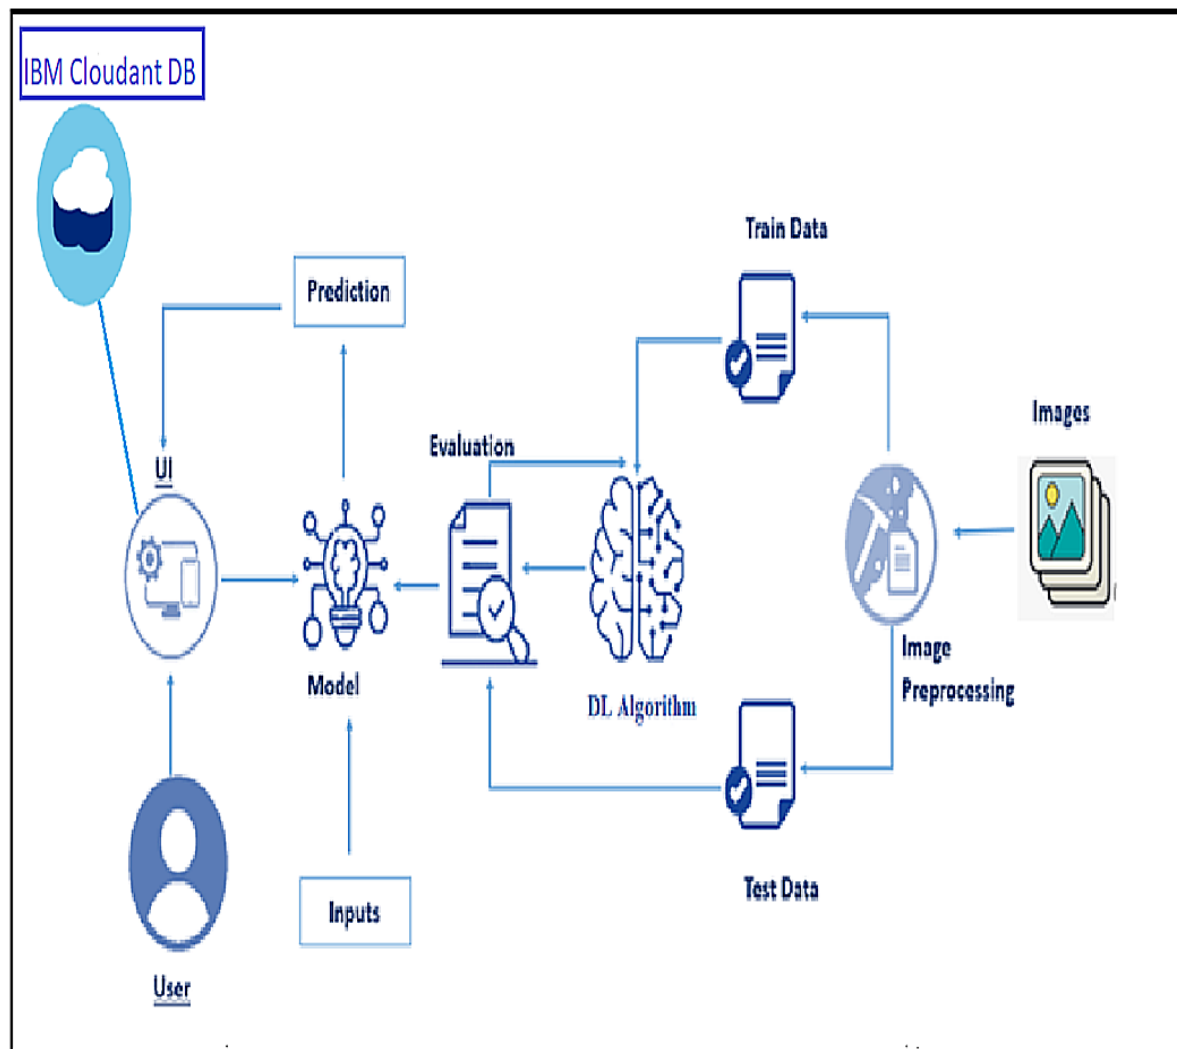 IBM Cloudant DB
Train Data
Prediction
Images
Evaluation
UI
Image
Preprocessing
Model
DL Algorithm
Test Data
Inputs
User